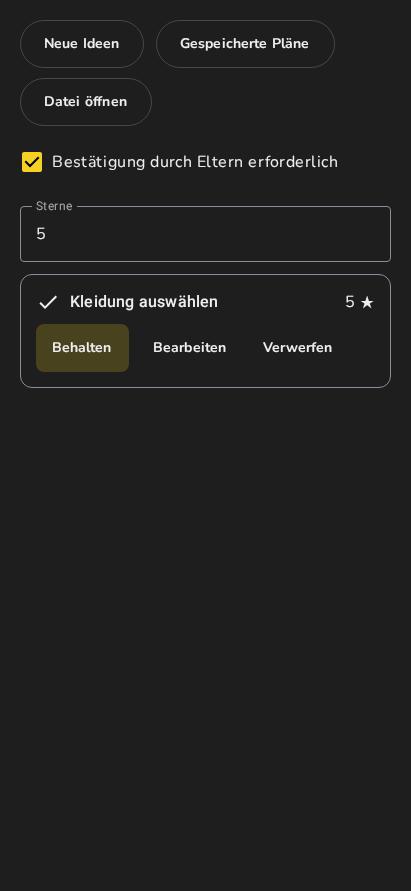 Neue Ideen
Gespeicherte Pläne
Datei öffnen
Bestätigung durch Eltern erforderlich
Sterne
5
Kleidung auswählen 5 ★
Behalten Bearbeiten Verwerfen